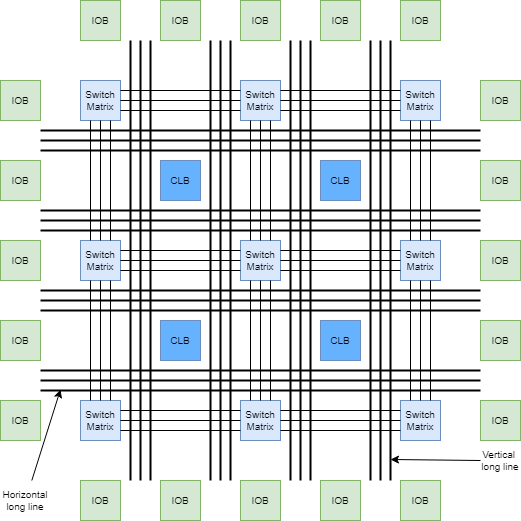 IOB IOB IOB IOB IOB
IOB Switch Switch Switch IOB
Matrix Matrix Matrix
IOB CLB CLB IOB
IOB Switch Switch Switch IOB
Matrix Matrix Matrix
IOB CLB CLB IOB
IOB Switch Switch Switch IOB
Matrix Matrix Matrix
Vertical
long line
Horizontal
long line
IOB IOB IOB IOB IOB